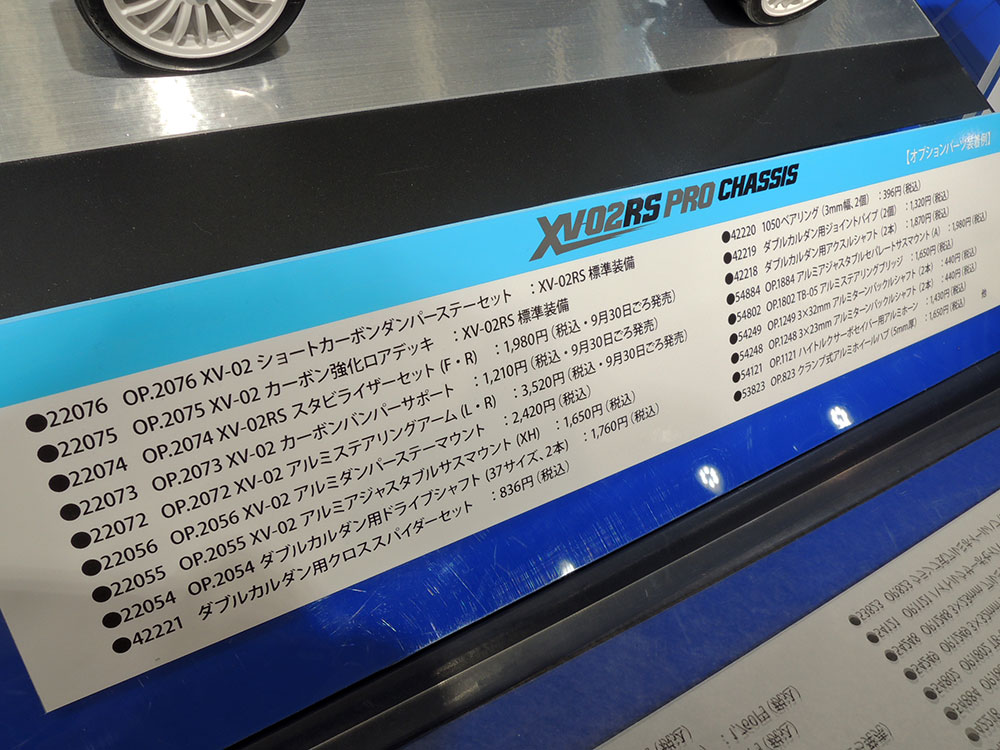 【オプションパーツ装着例】
XV-02RS PRO CHASSIS
●22076 OP.2076 XV-02 ショートカーボンダンパーステーセット ：XV-02RS 標準装備
●22075 OP.2075 XV-02 カーボン強化ロアデッキ ：XV-02RS 標準装備
●22074 OP.2074 XV-02RS スタビライザーセット (F・R) ：1,980円 (税込・9月30日ごろ発売)
●22073 OP.2073 XV-02 カーボンバンパーサポート ：1,210円 (税込・9月30日ごろ発売)
●22072 OP.2072 XV-02 アルミステアリングアーム (L・R) ：3,520円 (税込・9月30日ごろ発売)
●22056 OP.2056 XV-02 アルミダンパーステーマウント ：2,420円 (税込)
●22055 OP.2055 XV-02 アルミアジャスタブルサスマウント (XH) ：1,650円 (税込)
●22054 OP.2054 ダブルカルダン用ドライブシャフト (37サイズ、2本) ：1,760円 (税込)
●42221 ダブルカルダン用クロススパイダーセット ：836円 (税込)
●42220 1050ベアリング (3mm幅、2個) ：396円 (税込)
●42219 ダブルカルダン用ジョイントパイプ (2個) ：1,320円 (税込)
●42218 ダブルカルダン用アクスルシャフト (2本) ：1,870円 (税込)
●54884 OP.1884 アルミアジャスタブルセパレートサスマウント (A) ：1,980円 (税込)
●54802 OP.1802 TB-05 アルミステアリングブリッジ ：1,650円 (税込)
●54249 OP.1249 3×32mm アルミターンバックルシャフト (2本) ：440円 (税込)
●54248 OP.1248 3×23mm アルミターンバックルシャフト (2本) ：440円 (税込)
●54121 OP.1121 ハイトルクサーボセイバー用アルミホーン ：1,430円 (税込)
●53823 OP.823 クランプ式アルミホイールハブ (5mm厚) ：1,650円 (税込) 他